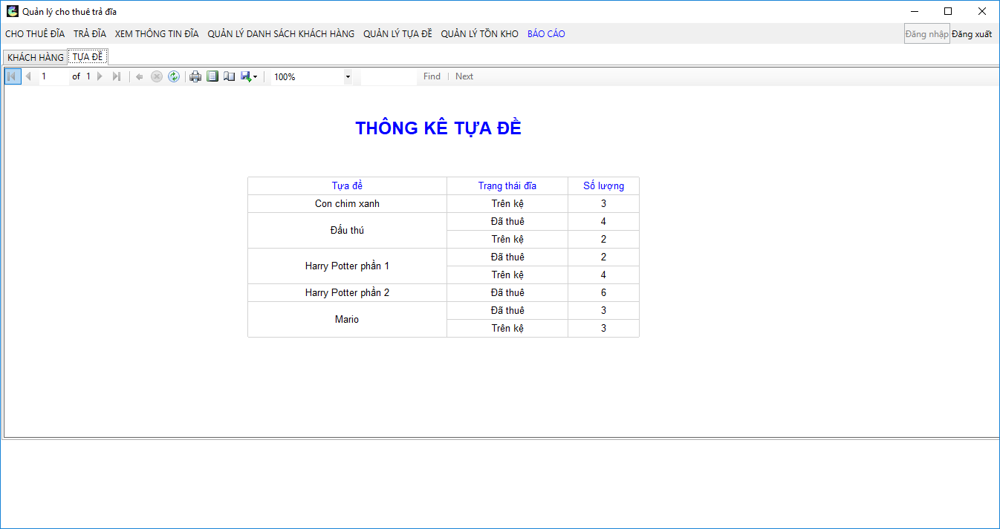 Quản lý cho thuê trả đĩa
CHO THUÊ ĐĨA TRẢ ĐĨA XEM THÔNG TIN ĐĨA QUẢN LÝ DANH SÁCH KHÁCH HÀNG QUẢN LÝ TỰA ĐỀ QUẢN LÝ TỒN KHO BÁO CÁO Đăng nhập Đăng xuất
KHÁCH HÀNG TỰA ĐỀ
1 of 1 100% Find | Next
THÔNG KÊ TỰA ĐỀ
Tựa đề Trạng thái đĩa Số lượng
Con chim xanh Trên kệ 3
Đấu thú Đã thuê 4
Trên kệ 2
Harry Potter phần 1 Đã thuê 2
Trên kệ 4
Harry Potter phần 2 Đã thuê 6
Mario Đã thuê 3
Trên kệ 3